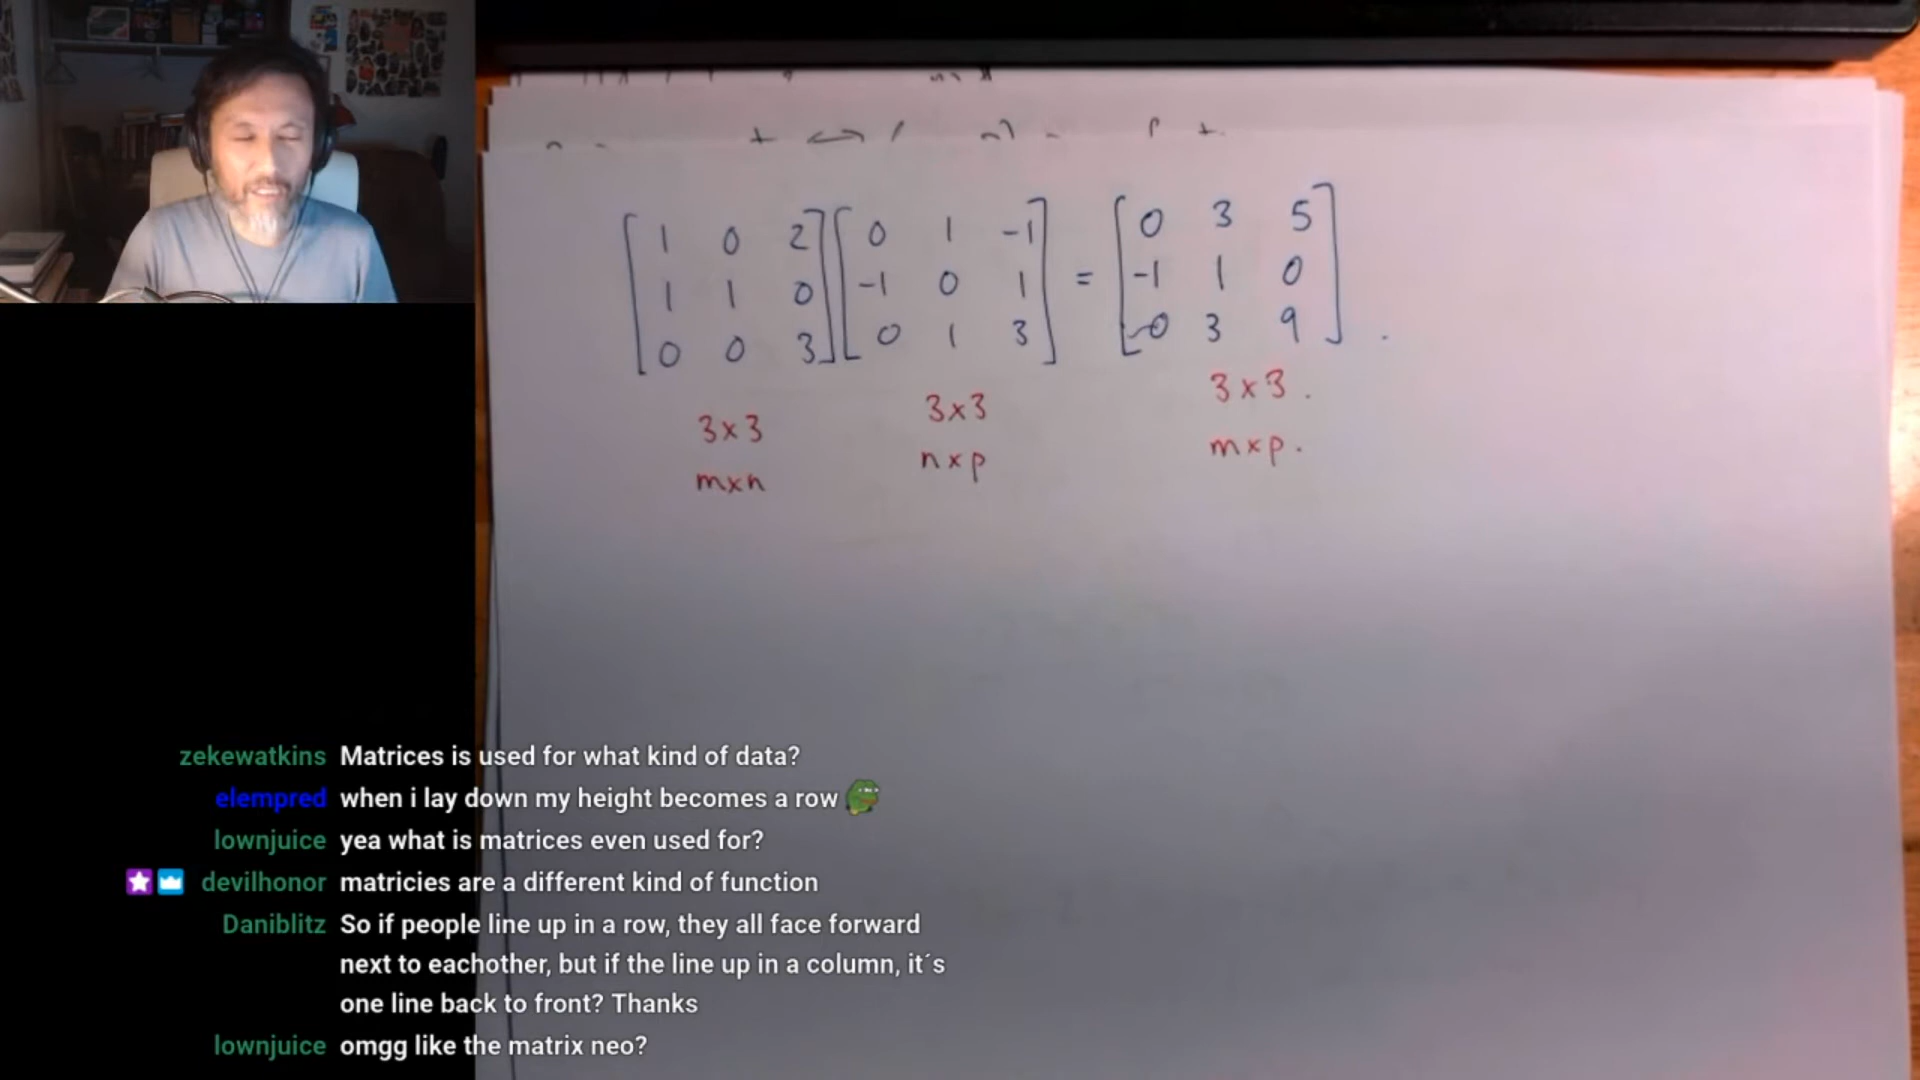 [ 1 0 2 ] [ 0 1 -1 ] = [ 0 3 5 ]
[ 1 1 0 ] [ -1 0 1 ] [ -1 1 0 ]
[ 0 0 3 ] [ 0 1 3 ] [ 0 3 9 ] .
3x3 3x3 3x3 .
mxn nxp mxp .
zekewatkins Matrices is used for what kind of data?
elempred when i lay down my height becomes a row
lownjuice yea what is matrices even used for?
devilhonor matricies are a different kind of function
Daniblitz So if people line up in a row, they all face forward
next to eachother, but if the line up in a column, it´s
one line back to front? Thanks
lownjuice omgg like the matrix neo?